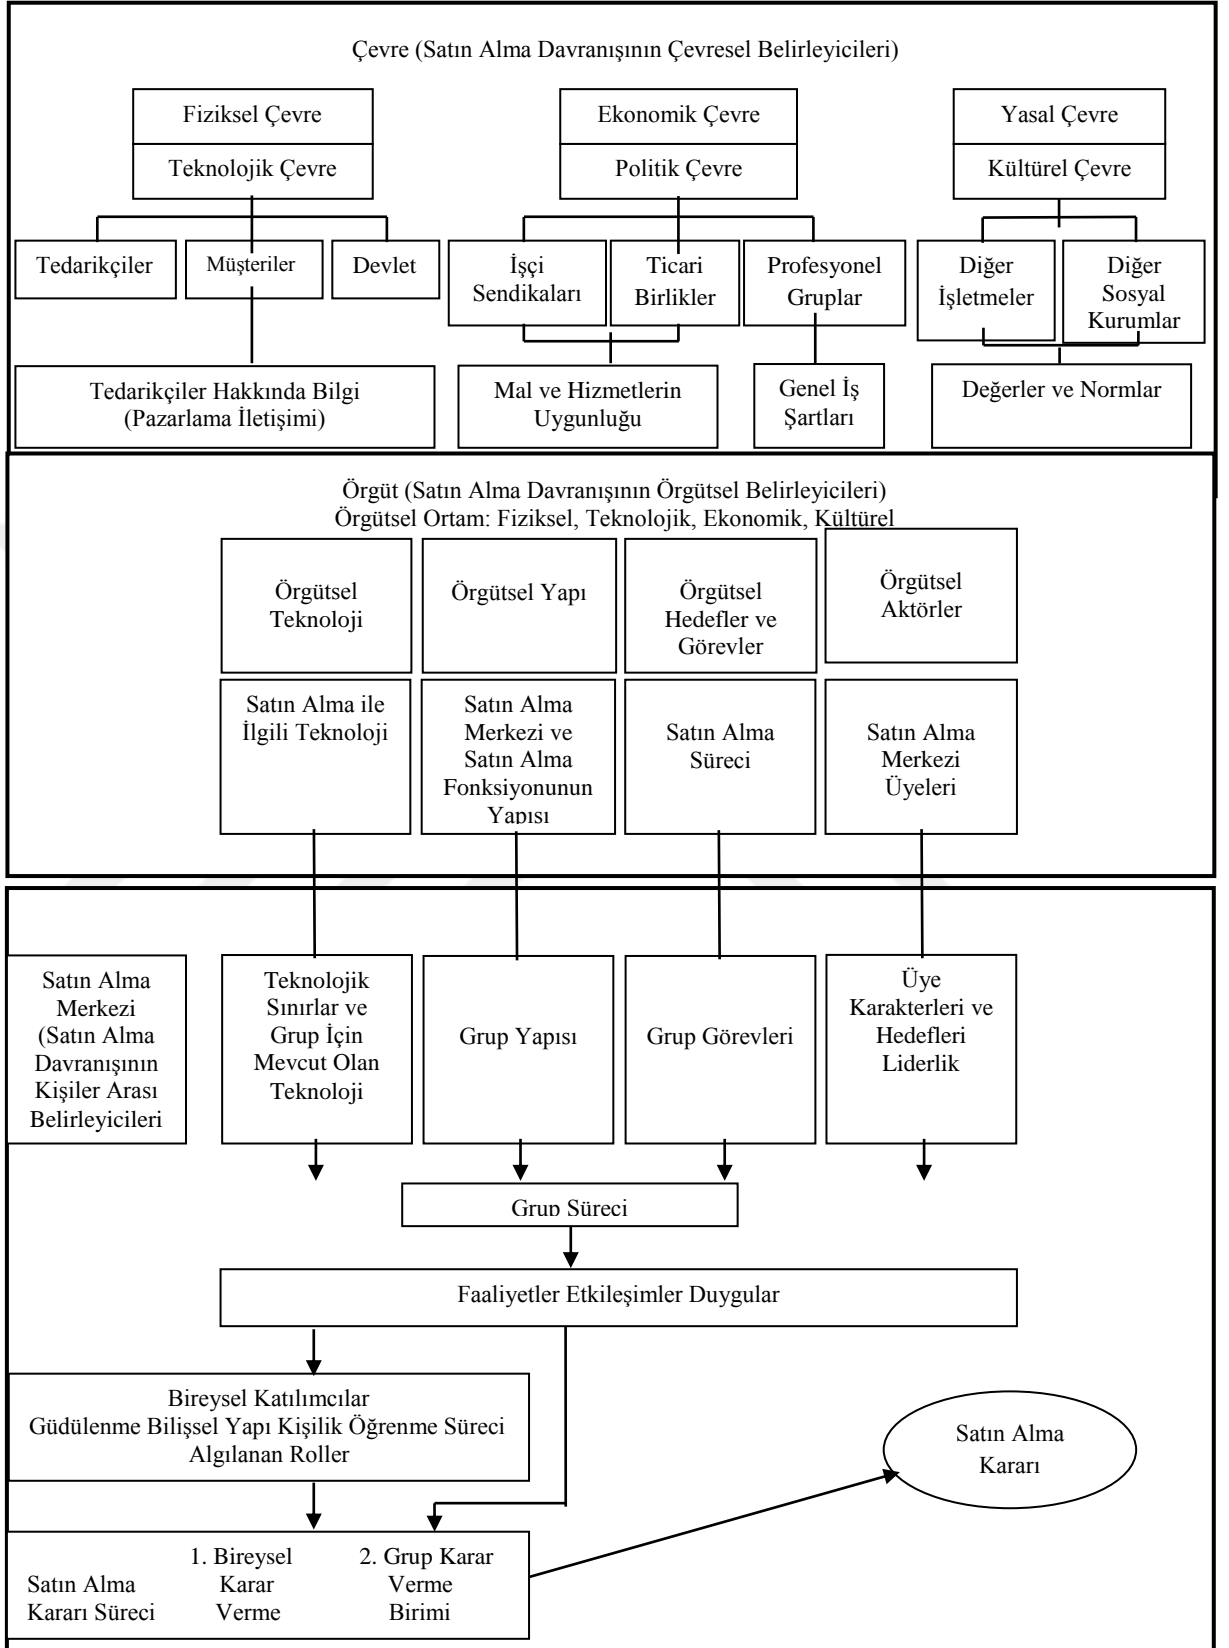 Çevre (Satın Alma Davranışının Çevresel Belirleyicileri)
Fiziksel Çevre
Teknolojik Çevre
Ekonomik Çevre
Politik Çevre
Yasal Çevre
Kültürel Çevre
Tedarikçiler
Müşteriler
Devlet
İşçi
Sendikaları
Ticari
Birlikler
Profesyonel
Gruplar
Diğer
İşletmeler
Diğer
Sosyal
Kurumlar
Tedarikçiler Hakkında Bilgi
(Pazarlama İletişimi)
Mal ve Hizmetlerin
Uygunluğu
Genel İş
Şartları
Değerler ve Normlar
Örgüt (Satın Alma Davranışının Örgütsel Belirleyicileri)
Örgütsel Ortam: Fiziksel, Teknolojik, Ekonomik, Kültürel
Örgütsel
Teknoloji
Örgütsel Yapı
Örgütsel
Hedefler ve
Görevler
Örgütsel
Aktörler
Satın Alma ile
İlgili Teknoloji
Satın Alma
Merkezi ve
Satın Alma
Fonksiyonunun
Yapısı
Satın Alma
Süreci
Satın Alma
Merkezi
Üyeleri
Satın Alma
Merkezi
(Satın Alma
Davranışının
Kişiler Arası
Belirleyicileri
Teknolojik
Sınırlar ve
Grup İçin
Mevcut Olan
Teknoloji
Grup Yapısı
Grup Görevleri
Üye
Karakterleri ve
Hedefleri
Liderlik
Grup Süreci
Faaliyetler Etkileşimler Duygular
Bireysel Katılımcılar
Güdülenme Bilişsel Yapı Kişilik Öğrenme Süreci
Algılanan Roller
Satın Alma
Kararı
Satın Alma
Kararı Süreci
1. Bireysel
Karar
Verme
2. Grup Karar
Verme
Birimi